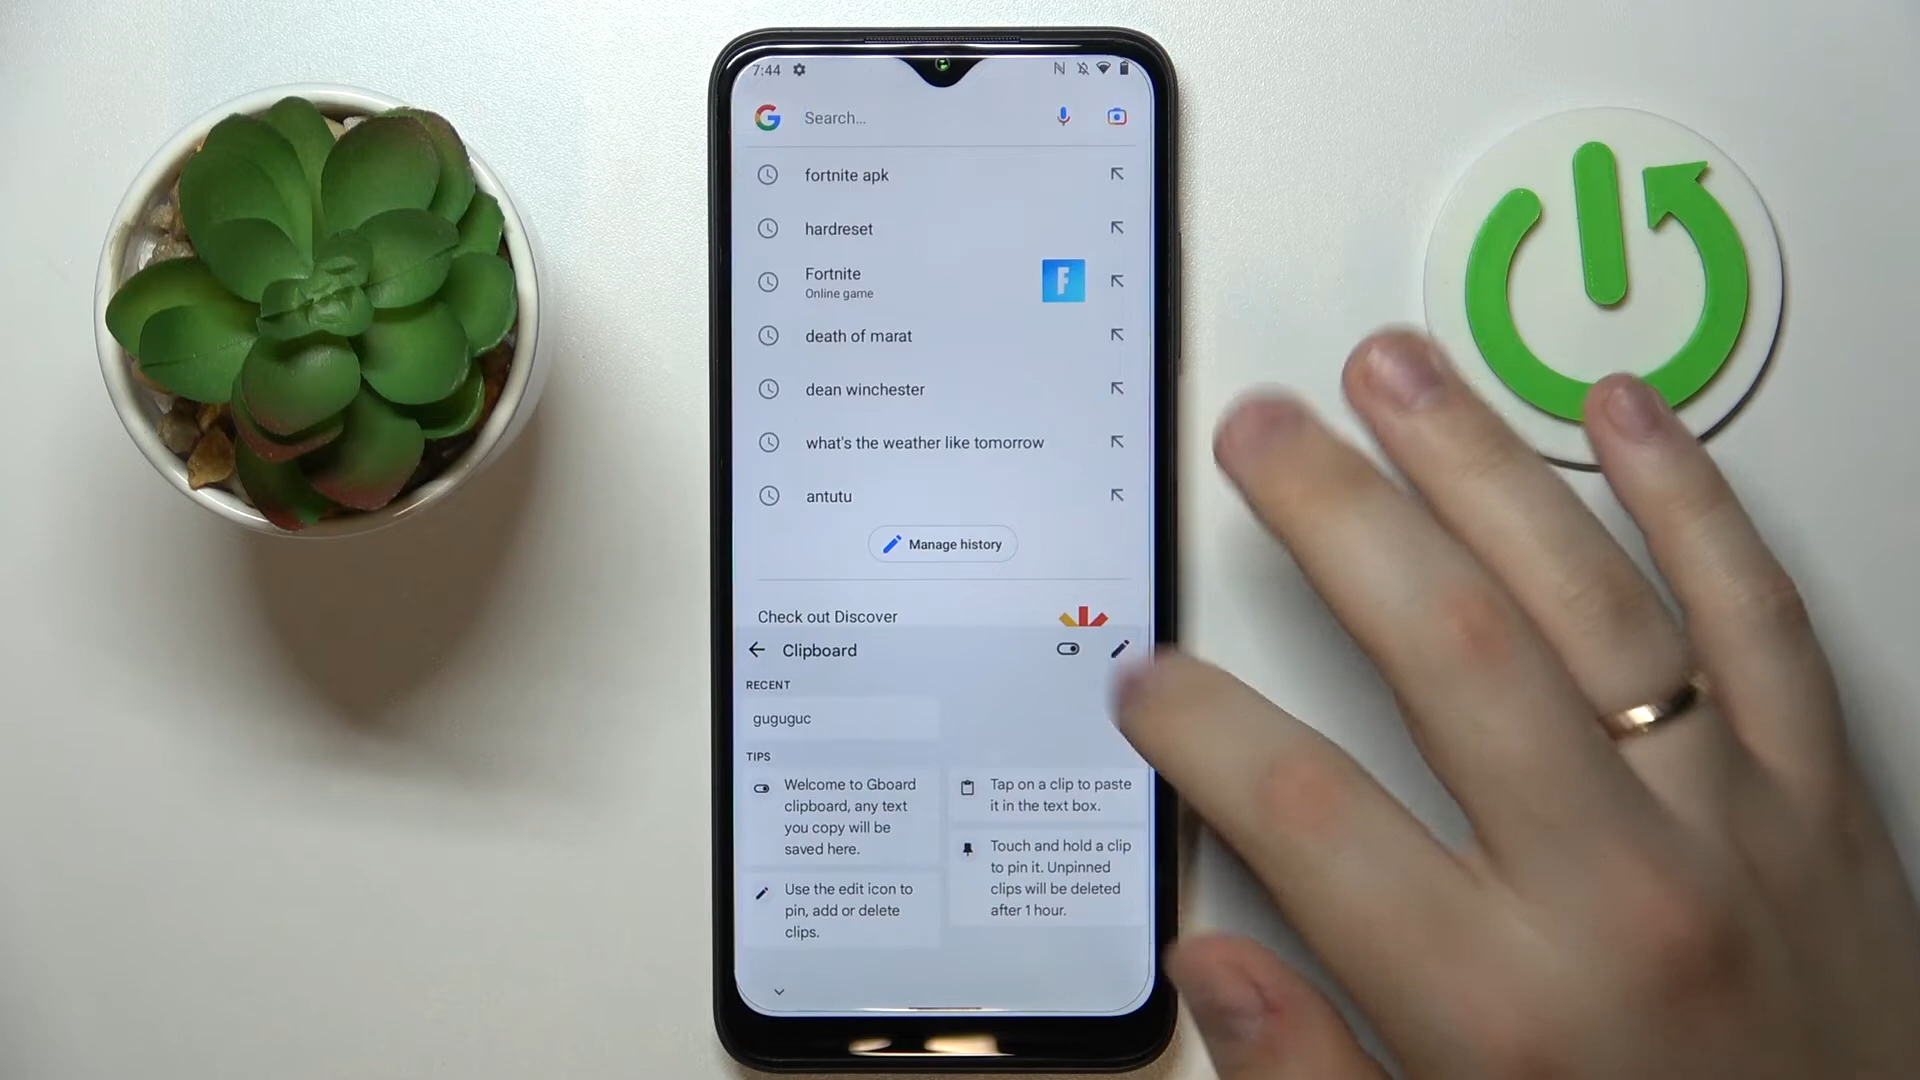 7:44
Search...
fortnite apk
hardreset
Fortnite
Online game
F
death of marat
dean winchester
what's the weather like tomorrow
antutu
Manage history
Check out Discover
Clipboard
RECENT
guguguc
TIPS
Welcome to Gboard
clipboard, any text
you copy will be
saved here.
Use the edit icon to
pin, add or delete
clips.
Tap on a clip to paste
it in the text box.
Touch and hold a clip
to pin it. Unpinned
clips will be deleted
after 1 hour.